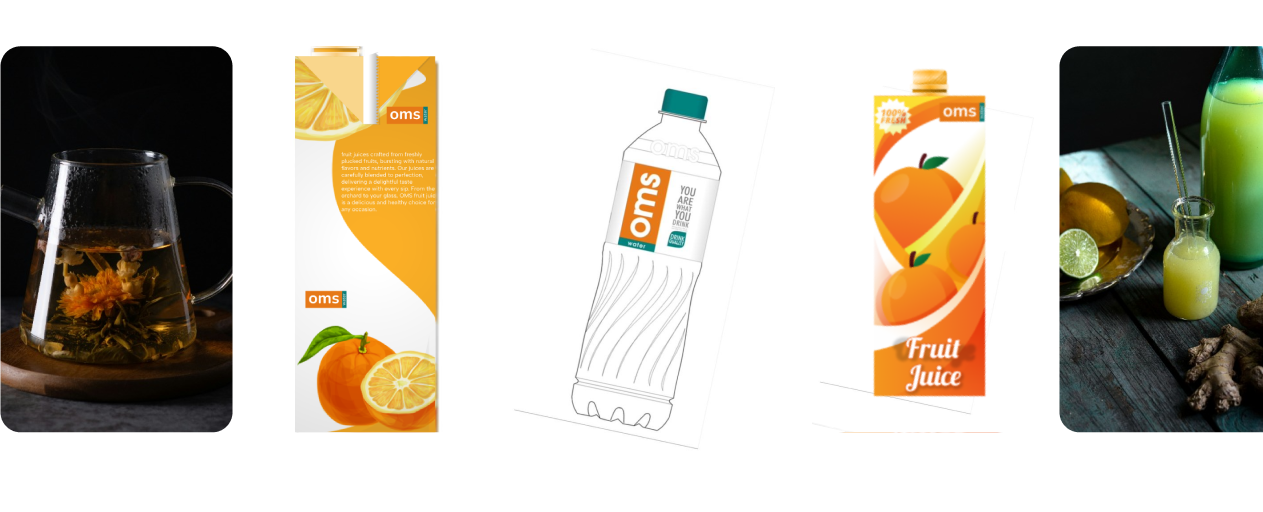 oms
fruit juices crafted from freshly
plucked fruits, bursting with natural
flavors and nutrients. Our juices are
carefully blended to perfection,
delivering a delightful taste
experience with every sip. From the
orchard to your glass, OMS fruit juic
is a delicious and healthy choice for
any occasion.
oms
oms
oms
water
YOU
ARE
WHAT
YOU
DRINK
DRINK
QUALITY
100%
FRESH
oms
Fruit
Juice